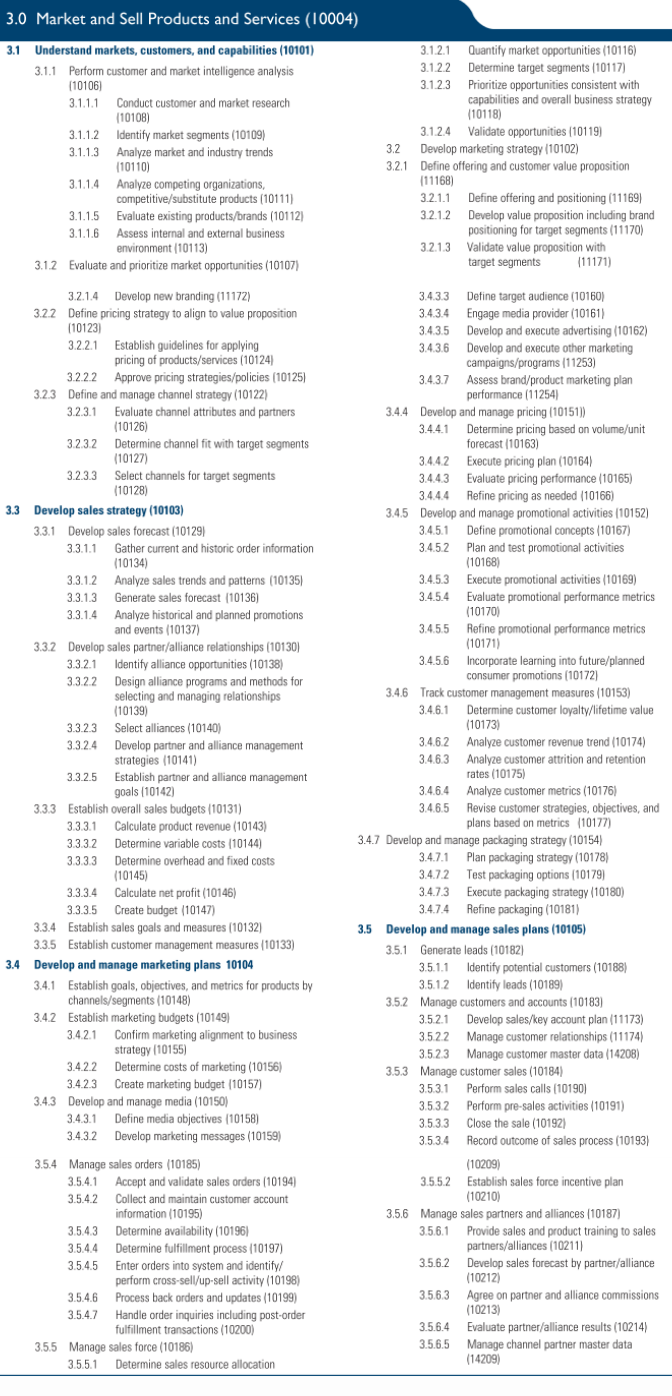 3.0 Market and Sell Products and Services (10004)
3.1 Understand markets, customers, and capabilities (10101)
3.1.1 Perform customer and market intelligence analysis
(10106)
3.1.1.1 Conduct customer and market research
(10108)
3.1.1.2 Identify market segments (10109)
3.1.1.3 Analyze market and industry trends
(10110)
3.1.1.4 Analyze competing organizations,
competitive/substitute products (10111)
3.1.1.5 Evaluate existing products/brands (10112)
3.1.1.6 Assess internal and external business
environment (10113)
3.1.2 Evaluate and prioritize market opportunities (10107)
3.1.2.1 Quantify market opportunities (10116)
3.1.2.2 Determine target segments (10117)
3.1.2.3 Prioritize opportunities consistent with
capabilities and overall business strategy
(10118)
3.1.2.4 Validate opportunities (10119)
3.2 Develop marketing strategy (10102)
3.2.1 Define offering and customer value proposition
(11168)
3.2.1.1 Define offering and positioning (11169)
3.2.1.2 Develop value proposition including brand
positioning for target segments (11170)
3.2.1.3 Validate value proposition with
target segments (11171)
3.2.1.4 Develop new branding (11172)
3.2.2 Define pricing strategy to align to value proposition
(10123)
3.2.2.1 Establish guidelines for applying
pricing of products/services (10124)
3.2.2.2 Approve pricing strategies/policies (10125)
3.2.3 Define and manage channel strategy (10122)
3.2.3.1 Evaluate channel attributes and partners
(10126)
3.2.3.2 Determine channel fit with target segments
(10127)
3.2.3.3 Select channels for target segments
(10128)
3.3 Develop sales strategy (10103)
3.3.1 Develop sales forecast (10129)
3.3.1.1 Gather current and historic order information
(10134)
3.3.1.2 Analyze sales trends and patterns (10135)
3.3.1.3 Generate sales forecast (10136)
3.3.1.4 Analyze historical and planned promotions
and events (10137)
3.3.2 Develop sales partner/alliance relationships (10130)
3.3.2.1 Identify alliance opportunities (10138)
3.3.2.2 Design alliance programs and methods for
selecting and managing relationships
(10139)
3.3.2.3 Select alliances (10140)
3.3.2.4 Develop partner and alliance management
strategies (10141)
3.3.2.5 Establish partner and alliance management
goals (10142)
3.3.3 Establish overall sales budgets (10131)
3.3.3.1 Calculate product revenue (10143)
3.3.3.2 Determine variable costs (10144)
3.3.3.3 Determine overhead and fixed costs
(10145)
3.3.3.4 Calculate net profit (10146)
3.3.3.5 Create budget (10147)
3.3.4 Establish sales goals and measures (10132)
3.3.5 Establish customer management measures (10133)
3.4 Develop and manage marketing plans 10104
3.4.1 Establish goals, objectives, and metrics for products by
channels/segments (10148)
3.4.2 Establish marketing budgets (10149)
3.4.2.1 Confirm marketing alignment to business
strategy (10155)
3.4.2.2 Determine costs of marketing (10156)
3.4.2.3 Create marketing budget (10157)
3.4.3 Develop and manage media (10150)
3.4.3.1 Define media objectives (10158)
3.4.3.2 Develop marketing messages (10159)
3.4.3.3 Define target audience (10160)
3.4.3.4 Engage media provider (10161)
3.4.3.5 Develop and execute advertising (10162)
3.4.3.6 Develop and execute other marketing
campaigns/programs (11253)
3.4.3.7 Assess brand/product marketing plan
performance (11254)
3.4.4 Develop and manage pricing (10151))
3.4.4.1 Determine pricing based on volume/unit
forecast (10163)
3.4.4.2 Execute pricing plan (10164)
3.4.4.3 Evaluate pricing performance (10165)
3.4.4.4 Refine pricing as needed (10166)
3.4.5 Develop and manage promotional activities (10152)
3.4.5.1 Define promotional concepts (10167)
3.4.5.2 Plan and test promotional activities
(10168)
3.4.5.3 Execute promotional activities (10169)
3.4.5.4 Evaluate promotional performance metrics
(10170)
3.4.5.5 Refine promotional performance metrics
(10171)
3.4.5.6 Incorporate learning into future/planned
consumer promotions (10172)
3.4.6 Track customer management measures (10153)
3.4.6.1 Determine customer loyalty/lifetime value
(10173)
3.4.6.2 Analyze customer revenue trend (10174)
3.4.6.3 Analyze customer attrition and retention
rates (10175)
3.4.6.4 Analyze customer metrics (10176)
3.4.6.5 Revise customer strategies, objectives, and
plans based on metrics (10177)
3.4.7 Develop and manage packaging strategy (10154)
3.4.7.1 Plan packaging strategy (10178)
3.4.7.2 Test packaging options (10179)
3.4.7.3 Execute packaging strategy (10180)
3.4.7.4 Refine packaging (10181)
3.5 Develop and manage sales plans (10105)
3.5.1 Generate leads (10182)
3.5.1.1 Identify potential customers (10188)
3.5.1.2 Identify leads (10189)
3.5.2 Manage customers and accounts (10183)
3.5.2.1 Develop sales/key account plan (11173)
3.5.2.2 Manage customer relationships (11174)
3.5.2.3 Manage customer master data (14208)
3.5.3 Manage customer sales (10184)
3.5.3.1 Perform sales calls (10190)
3.5.3.2 Perform pre-sales activities (10191)
3.5.3.3 Close the sale (10192)
3.5.3.4 Record outcome of sales process (10193)
3.5.4 Manage sales orders (10185)
3.5.4.1 Accept and validate sales orders (10194)
3.5.4.2 Collect and maintain customer account
information (10195)
3.5.4.3 Determine availability (10196)
3.5.4.4 Determine fulfillment process (10197)
3.5.4.5 Enter orders into system and identify/
perform cross-sell/up-sell activity (10198)
3.5.4.6 Process back orders and updates (10199)
3.5.4.7 Handle order inquiries including post-order
fulfillment transactions (10200)
3.5.5 Manage sales force (10186)
3.5.5.1 Determine sales resource allocation
(10209)
3.5.5.2 Establish sales force incentive plan
(10210)
3.5.6 Manage sales partners and alliances (10187)
3.5.6.1 Provide sales and product training to sales
partners/alliances (10211)
3.5.6.2 Develop sales forecast by partner/alliance
(10212)
3.5.6.3 Agree on partner and alliance commissions
(10213)
3.5.6.4 Evaluate partner/alliance results (10214)
3.5.6.5 Manage channel partner master data
(14209)